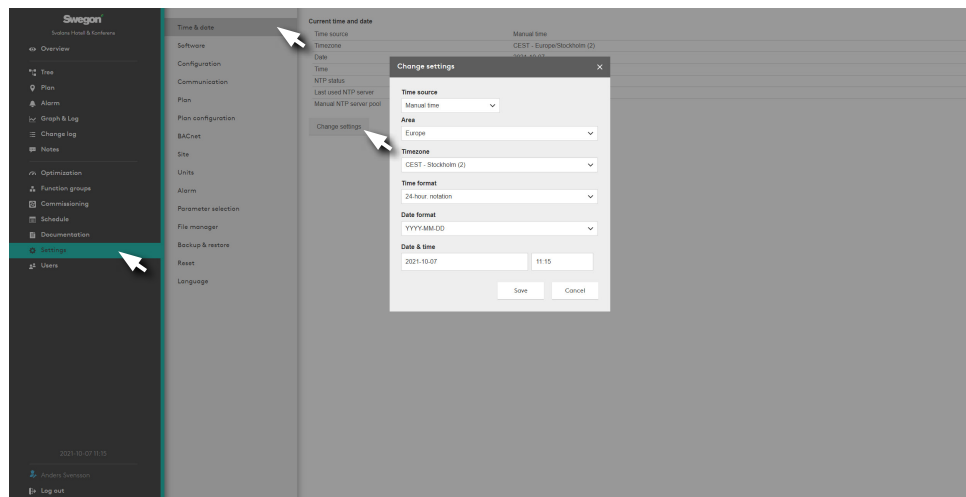 Swegon
Svalans Hotell & Konferens
Overview
Tree
Plan
Alarm
Graph & Log
Change log
Notes
Optimization
Function groups
Commissioning
Schedule
Documentation
Settings
Users
2021-10-07 11:15
Anders Svensson
Log out
Time & date
Software
Configuration
Communication
Plan
Plan configuration
BACnet
Site
Units
Alarm
Parameter selection
File manager
Backup & restore
Reset
Language
Current time and date
Time source Manual time
Timezone CEST - Europe/Stockholm (2)
Date 2021-10-07
Time
NTP status
Last used NTP server
Manual NTP server pool
Change settings
Change settings
Time source
Manual time
Area
Europe
Timezone
CEST - Stockholm (2)
Time format
24-hour. notation
Date format
YYYY-MM-DD
Date & time
2021-10-07 11:15
Save Cancel